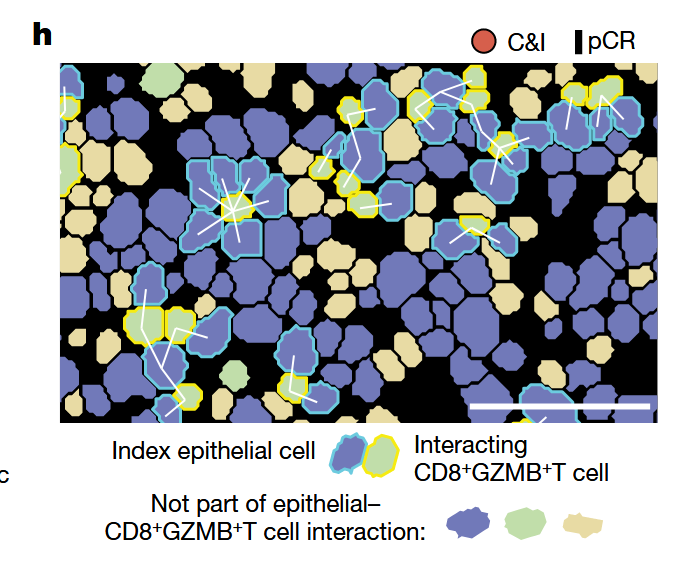 h
C&I pCR
Index epithelial cell
Interacting
CD8⁺GZMB⁺T cell
c
Not part of epithelial–
CD8⁺GZMB⁺T cell interaction: